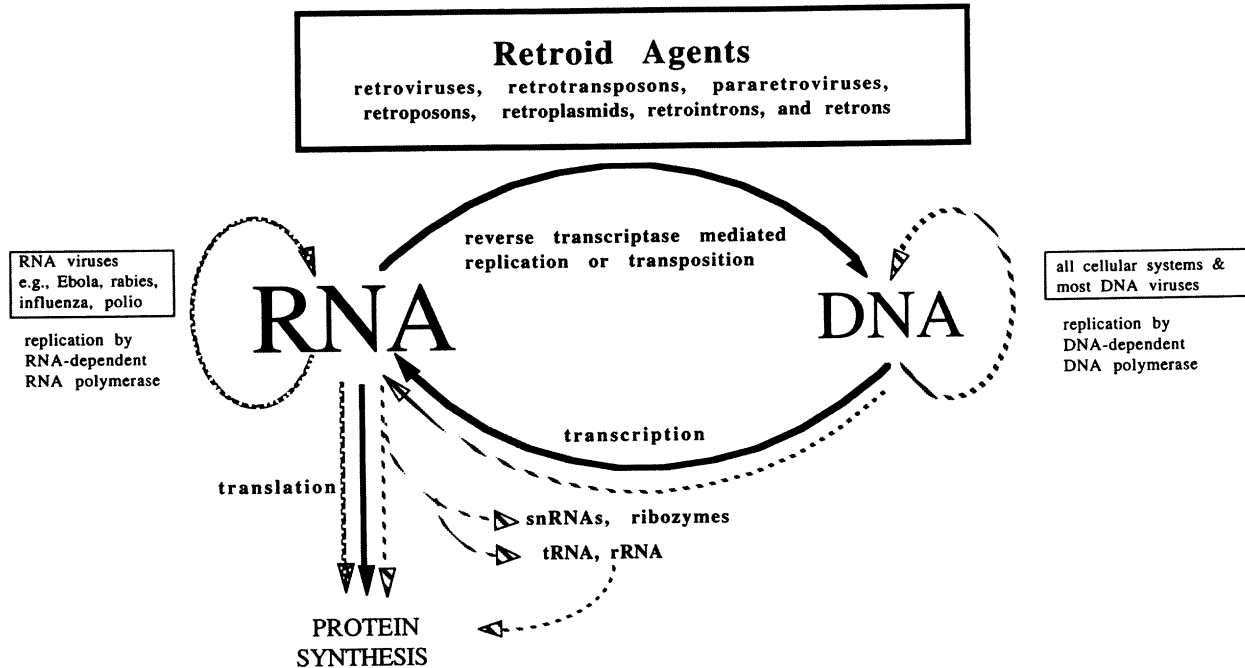 Retroid Agents
retroviruses, retrotransposons, pararetroviruses,
retroposons, retroplasmids, retrointrons, and retrons
reverse transcriptase mediated
replication or transposition
RNA viruses
e.g., Ebola, rabies,
influenza, polio
replication by
RNA-dependent
RNA polymerase
RNA
DNA
all cellular systems &
most DNA viruses
replication by
DNA-dependent
DNA polymerase
transcription
translation
snRNAs, ribozymes
tRNA, rRNA
PROTEIN
SYNTHESIS